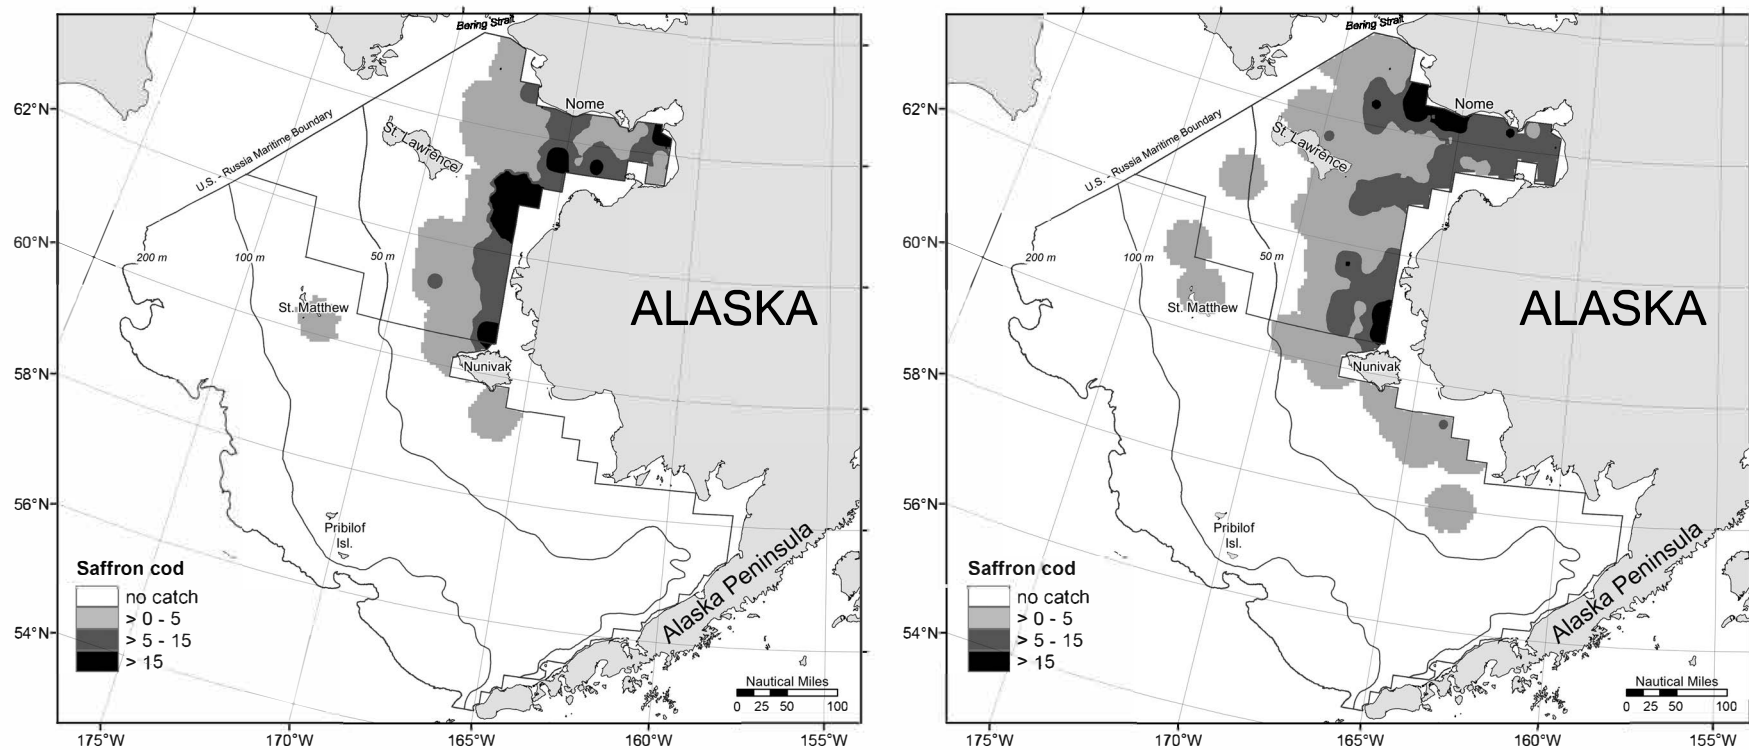 Bering Strait
62°N
Nome
St. Lawrence
U.S. - Russia Maritime Boundary
60°N
200 m
100 m
50 m
St. Matthew
ALASKA
58°N
Nunivak
56°N
Pribilof
Isl.
Alaska Peninsula
Saffron cod
no catch
> 0 - 5
> 5 - 15
> 15
54°N
Nautical Miles
0 25 50 100
175°W 170°W 165°W 160°W 155°W
Bering Strait
62°N
Nome
St. Lawrence
U.S. - Russia Maritime Boundary
60°N
200 m
100 m
50 m
St. Matthew
ALASKA
58°N
Nunivak
56°N
Pribilof
Isl.
Alaska Peninsula
Saffron cod
no catch
> 0 - 5
> 5 - 15
> 15
54°N
Nautical Miles
0 25 50 100
175°W 170°W 165°W 160°W 155°W